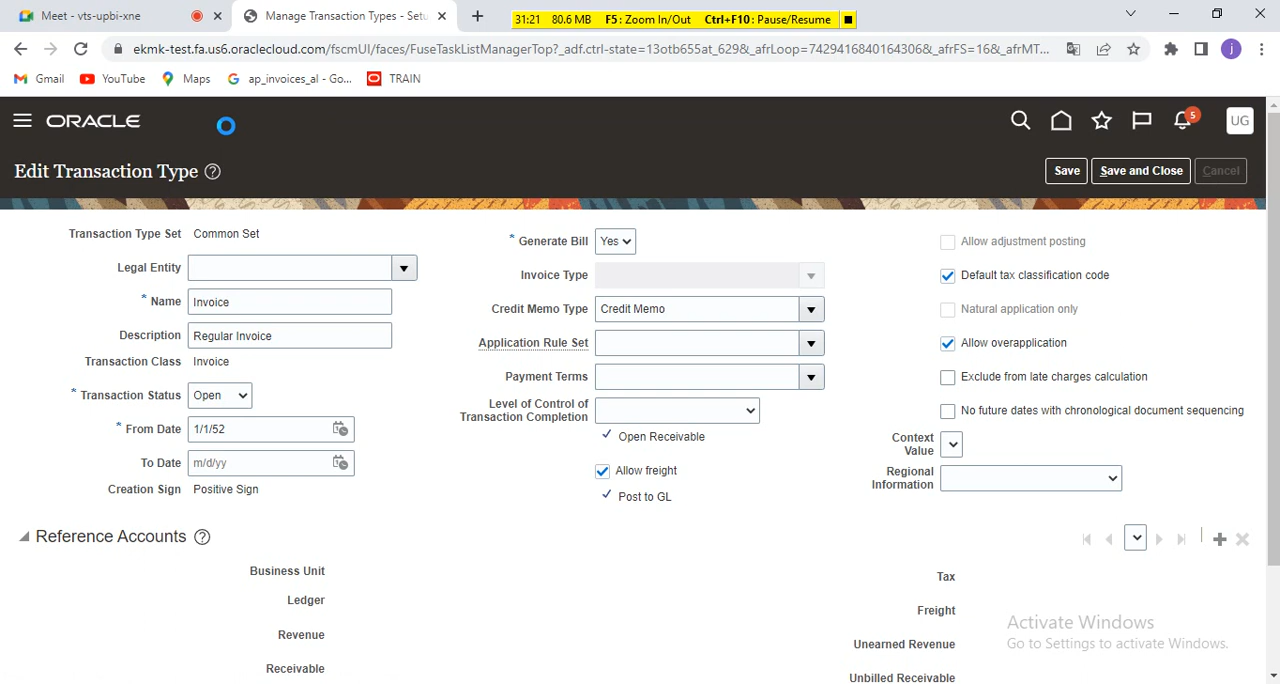 Meet - vts-upbi-xne
Manage Transaction Types - Setu
31:21 80.6 MB F5: Zoom In/Out Ctrl+F10: Pause/Resume
ekmk-test.fa.us6.oraclecloud.com/fscmUI/faces/FuseTaskListManagerTop?_adf.ctrl-state=13otb655at_629&_afrLoop=7429416840164306&_afrFS=16&_afrMT...
J
Gmail YouTube Maps ap_invoices_al - Go... TRAIN
ORACLE
5
UG
Edit Transaction Type ?
Save Save and Close Cancel
Transaction Type Set Common Set
Legal Entity
* Name Invoice
Description Regular Invoice
Transaction Class Invoice
* Transaction Status Open
* From Date 1/1/52
To Date m/d/yy
Creation Sign Positive Sign
* Generate Bill Yes
Invoice Type
Credit Memo Type Credit Memo
Application Rule Set
Payment Terms
Level of Control of
Transaction Completion
Open Receivable
Allow freight
Post to GL
Allow adjustment posting
Default tax classification code
Natural application only
Allow overapplication
Exclude from late charges calculation
No future dates with chronological document sequencing
Context
Value
Regional
Information
Reference Accounts ?
Business Unit
Ledger
Revenue
Receivable
Tax
Freight
Unearned Revenue
Unbilled Receivable
Activate Windows
Go to Settings to activate Windows.